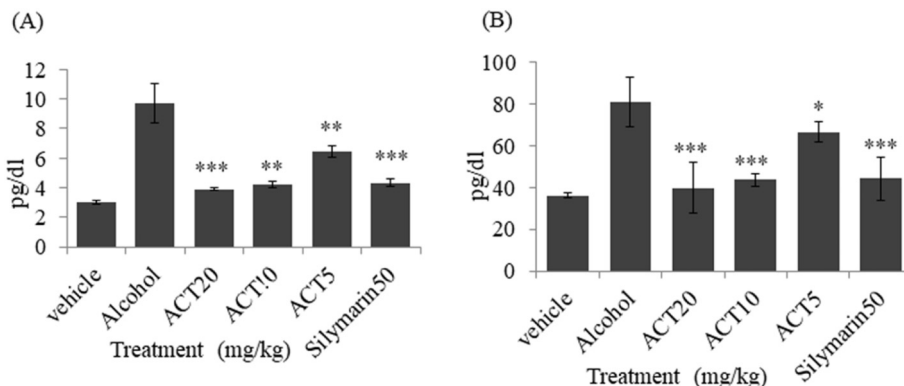 (A)
12
10
8
6
4
2
0
pg/dl
***
**
**
***
vehicle
Alcohol
ACT20
ACT!0
ACT5
Silymarin50
Treatment (mg/kg)
(B)
100
80
60
40
20
0
pg/dl
***
***
*
***
vehicle
Alcohol
ACT20
ACT10
ACT5
Silymarin50
Treatment (mg/kg)